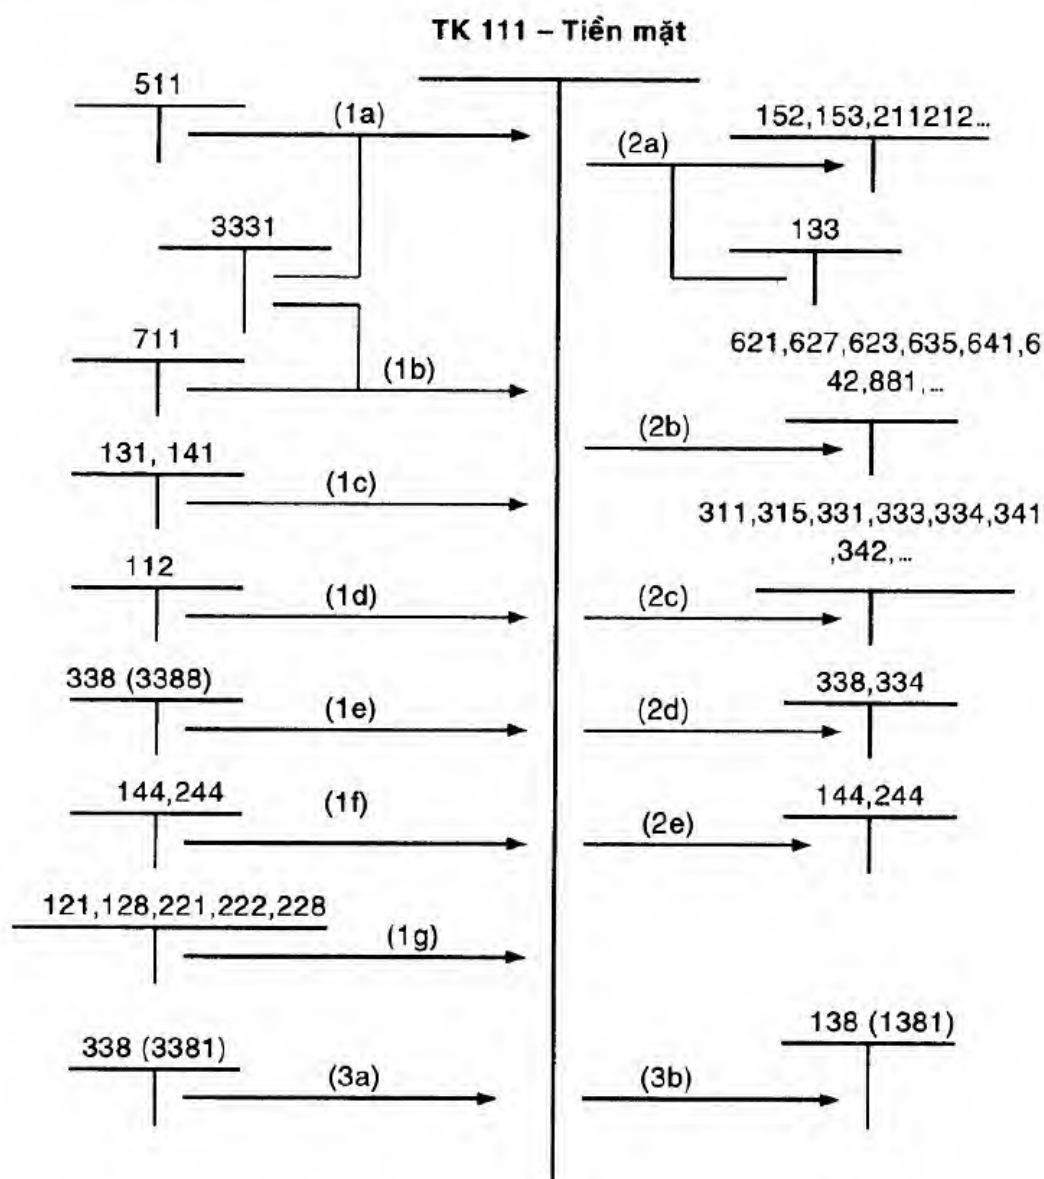 TK 111 – Tiền mặt
511
(1a)
152,153,211212...
(2a)
3331
133
711
(1b)
621,627,623,635,641,6
42,881,...
(2b)
131, 141
(1c)
311,315,331,333,334,341
,342,...
112
(1d)
(2c)
338 (3388)
(1e)
338,334
(2d)
144,244
(1f)
144,244
(2e)
121,128,221,222,228
(1g)
138 (1381)
338 (3381)
(3a)
(3b)